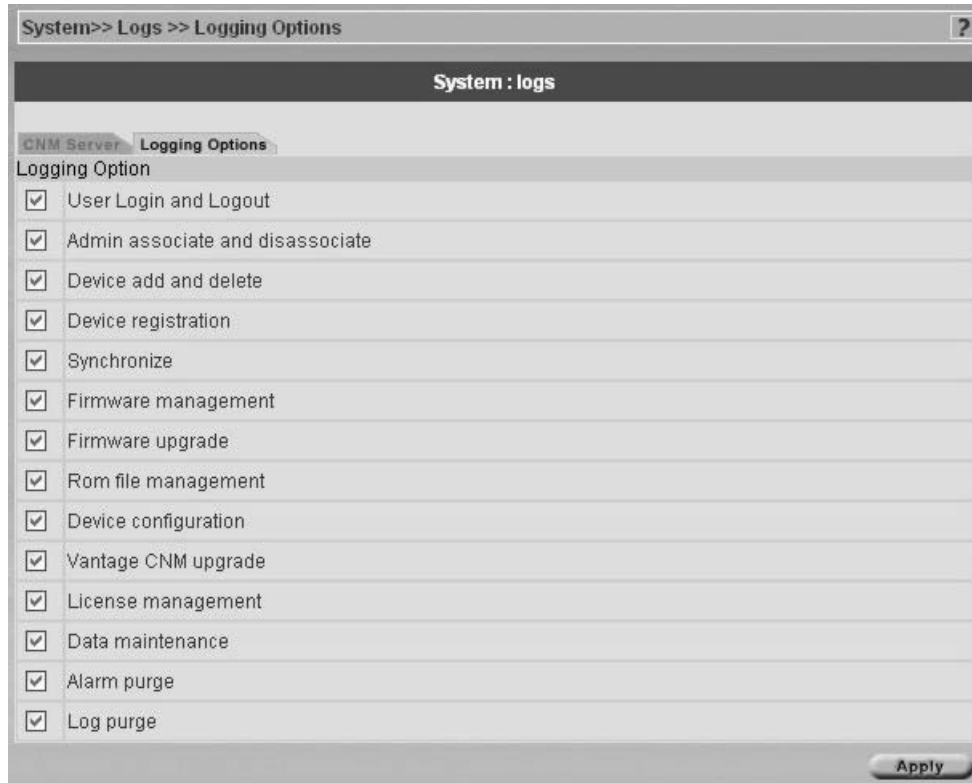 System>> Logs >> Logging Options
?
System : logs
CNM Server Logging Options
Logging Option
User Login and Logout
Admin associate and disassociate
Device add and delete
Device registration
Synchronize
Firmware management
Firmware upgrade
Rom file management
Device configuration
Vantage CNM upgrade
License management
Data maintenance
Alarm purge
Log purge
Apply